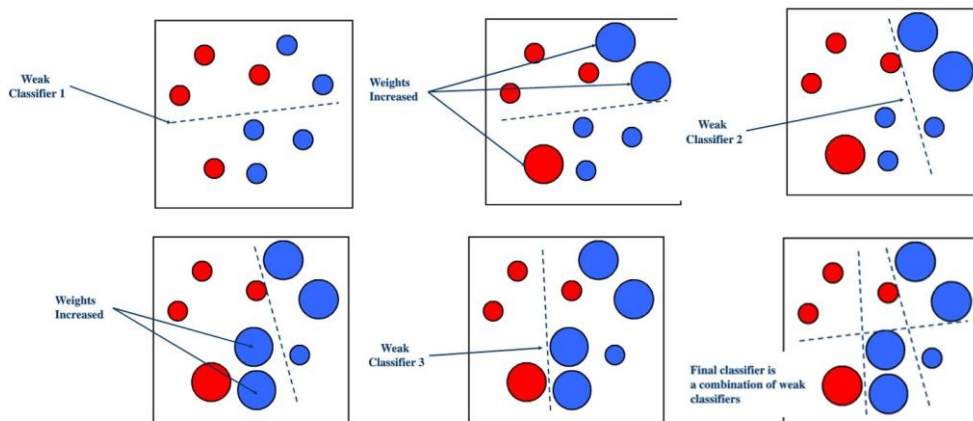 Weak
Classifier 1
Weights
Increased
Weak
Classifier 2
Weights
Increased
Weak
Classifier 3
Final classifier is
a combination of weak
classifiers